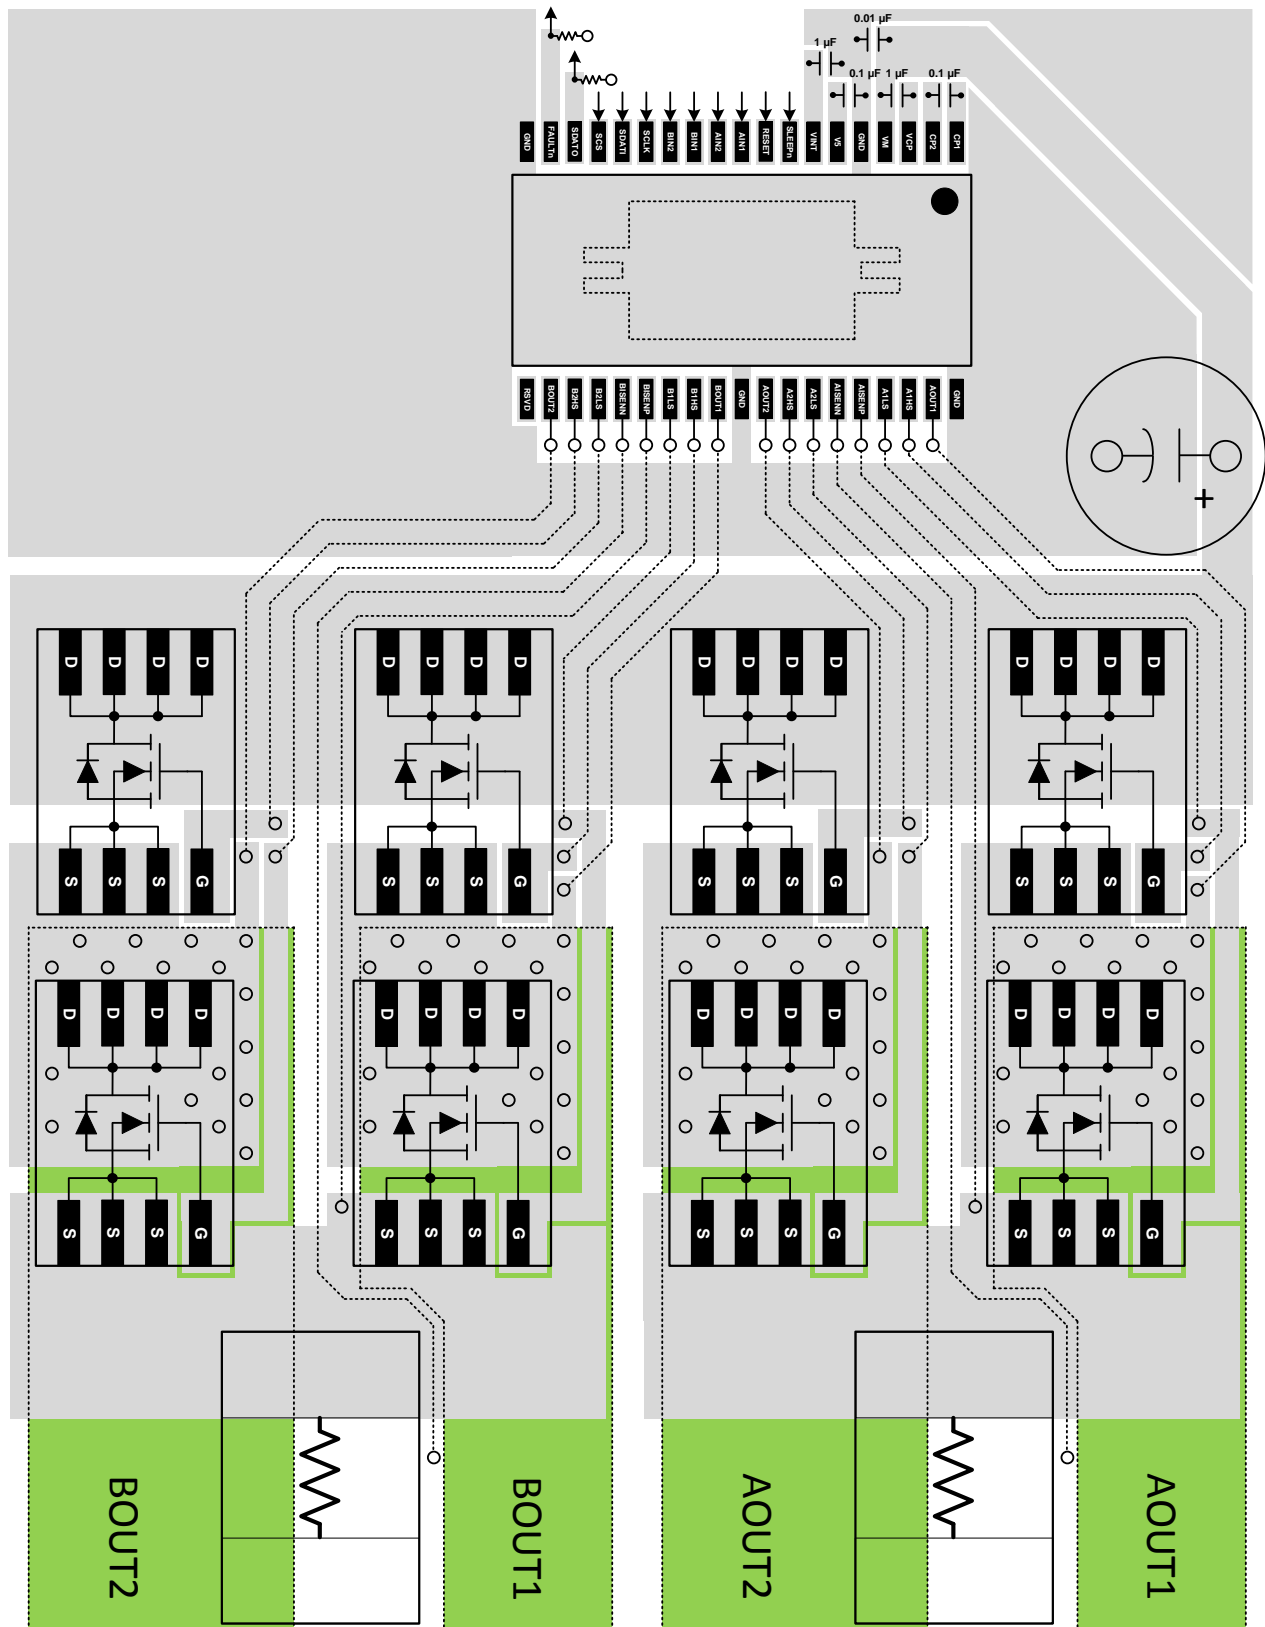 0.01 µF
1 µF
0.1 µF 1 µF 0.1 µF
GND FAULTn SDATO SCS SDATI SCLK BIN2 BIN1 AIN2 AIN1 RESET SLEEPn VINT V5 GND VM VCP CP2 CP1
RSVD BOUT2 B2HS B2LS BISENN BISENP B1LS B1HS BOUT1 GND AOUT2 A2HS A2LS AISENN AISENP A1LS A1HS AOUT1 GND
+
D D D D D D D D D D D D D D D D
S S S G S S S G S S S G S S S G
D D D D D D D D D D D D D D D D
S S S G S S S G S S S G S S S G
BOUT2 BOUT1 AOUT2 AOUT1